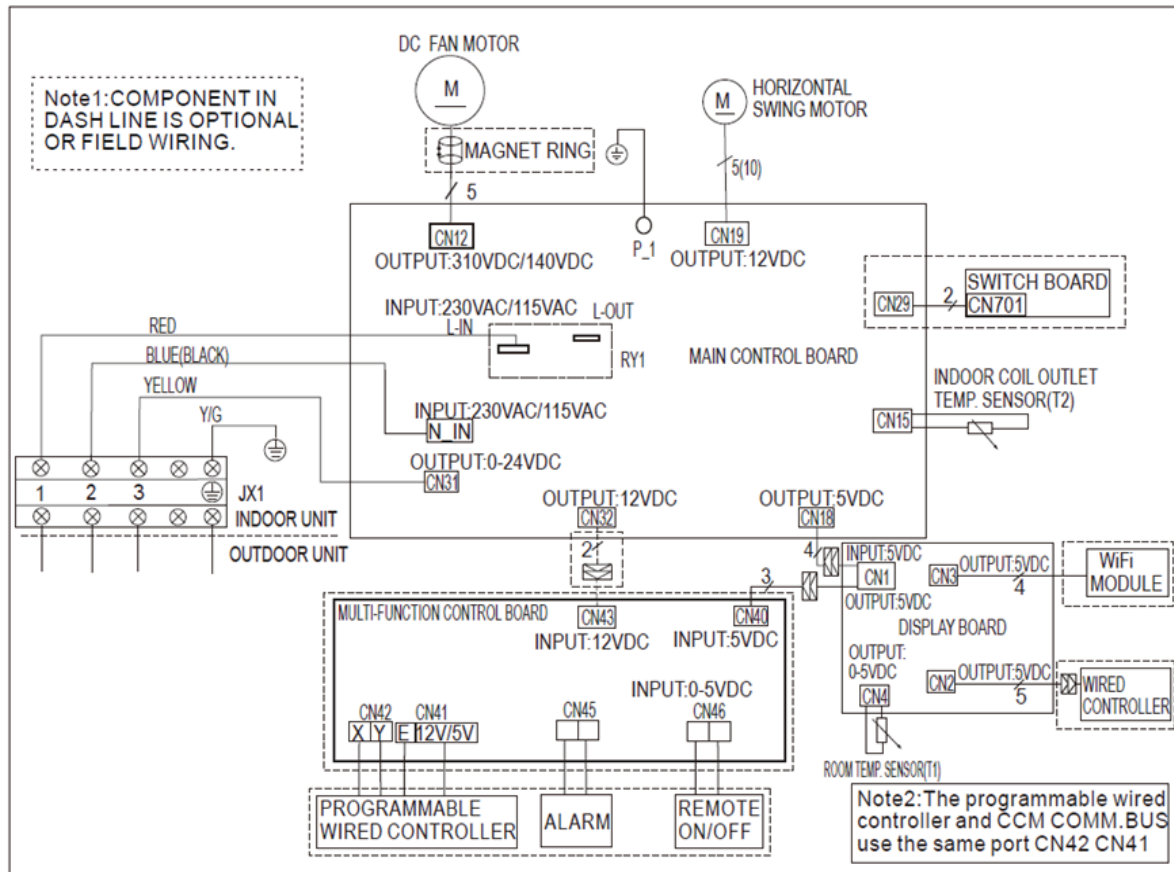 DC FAN MOTOR
M
Note1:COMPONENT IN
DASH LINE IS OPTIONAL
OR FIELD WIRING.
MAGNET RING
5
HORIZONTAL
SWING MOTOR
M
5(10)
CN12
OUTPUT:310VDC/140VDC
P_1
CN19
OUTPUT:12VDC
SWITCH BOARD
CN29
2
CN701
INPUT:230VAC/115VAC
L-IN
L-OUT
RY1
MAIN CONTROL BOARD
RED
BLUE(BLACK)
YELLOW
Y/G
INDOOR COIL OUTLET
TEMP. SENSOR(T2)
CN15
INPUT:230VAC/115VAC
N_IN
OUTPUT:0-24VDC
CN31
1
2
3
JX1
INDOOR UNIT
OUTDOOR UNIT
OUTPUT:12VDC
CN32
2
OUTPUT:5VDC
CN18
4
3
INPUT:5VDC
CN1
OUTPUT:5VDC
CN3
OUTPUT:5VDC
4
WiFi
MODULE
DISPLAY BOARD
OUTPUT:
0-5VDC
CN4
CN2
OUTPUT:5VDC
5
WIRED
CONTROLLER
ROOM TEMP. SENSOR(T1)
MULTI-FUNCTION CONTROL BOARD
CN43
INPUT:12VDC
CN40
INPUT:5VDC
INPUT:0-5VDC
CN42
X Y
CN41
E 12V/5V
CN45
CN46
PROGRAMMABLE
WIRED CONTROLLER
ALARM
REMOTE
ON/OFF
Note2:The programmable wired
controller and CCM COMM.BUS
use the same port CN42 CN41